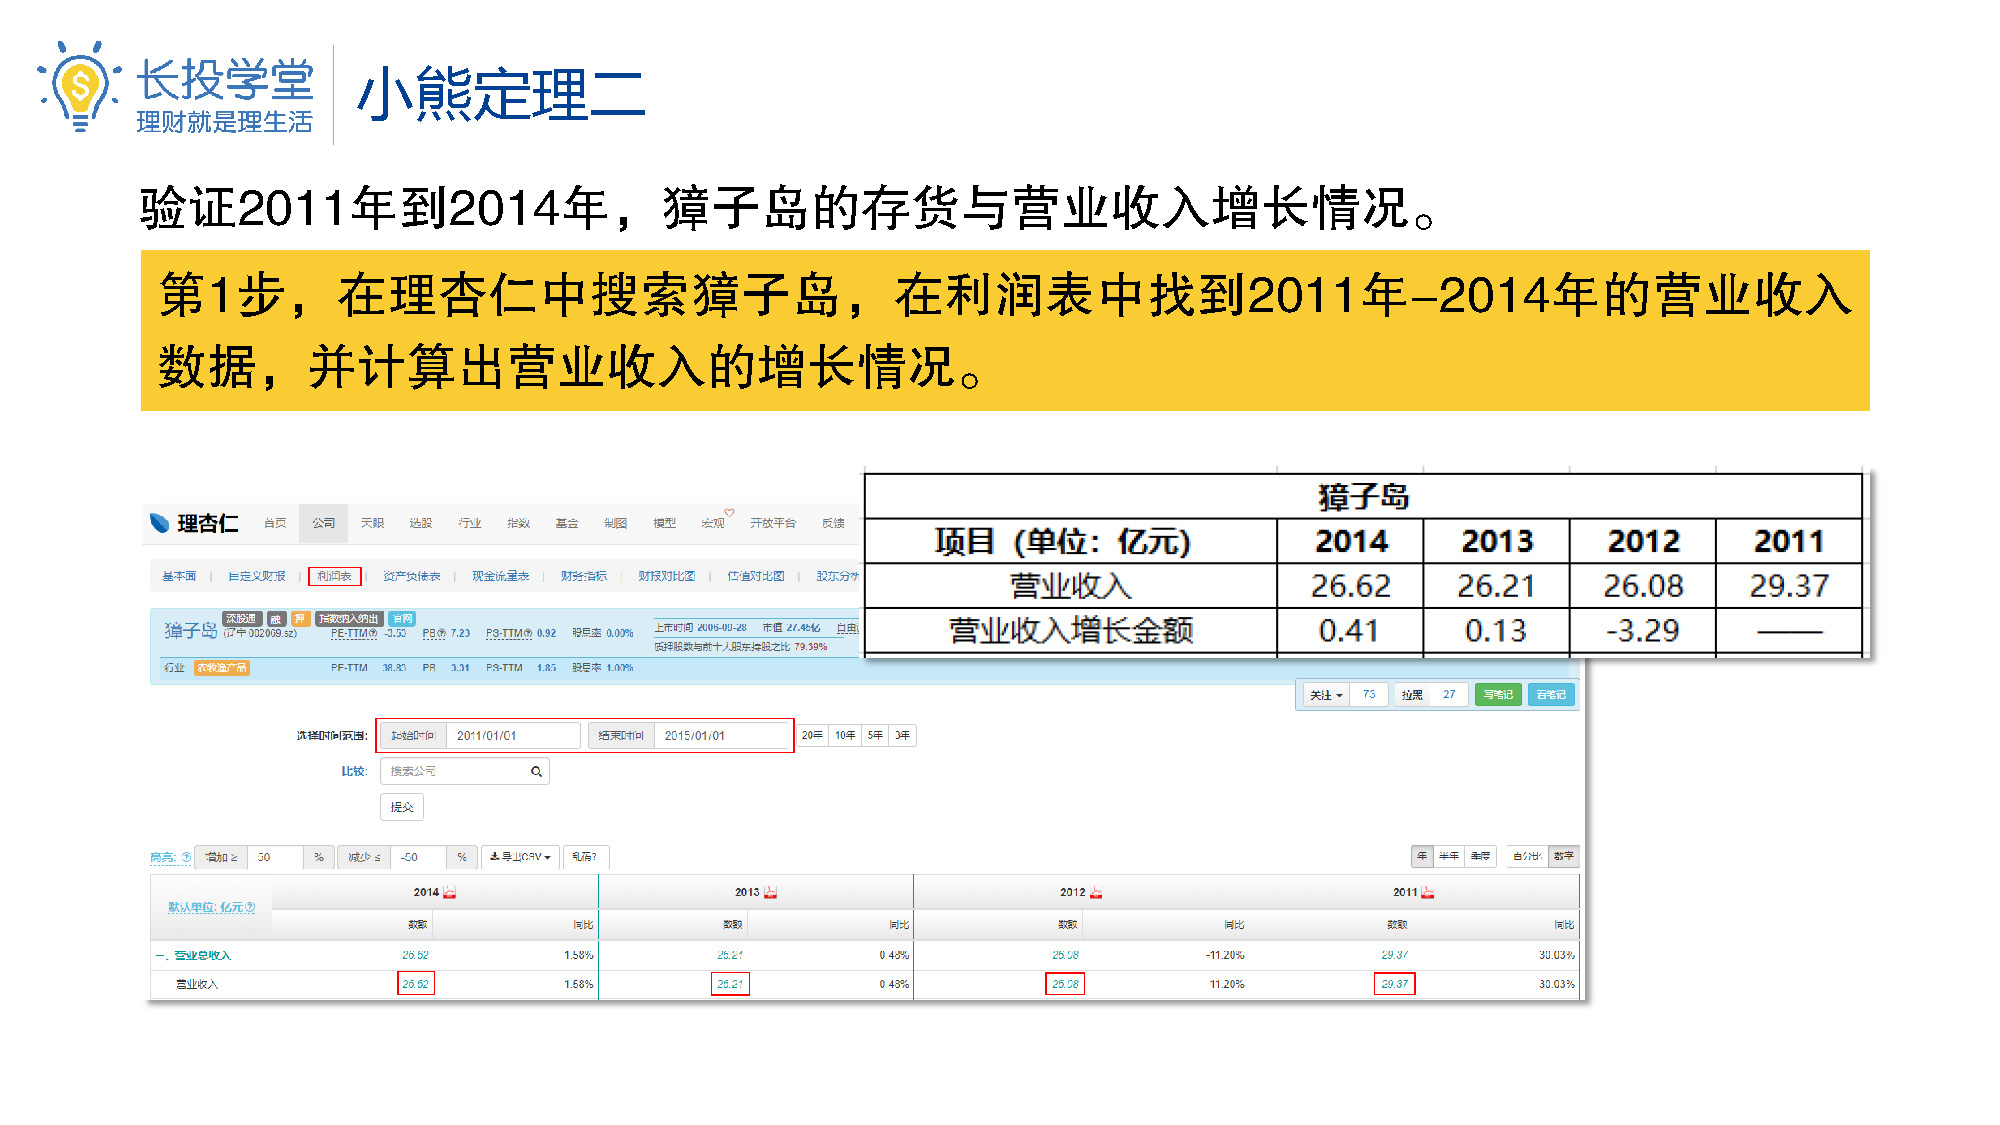 长投学堂
理财就是理生活
小熊定理二
验证2011年到2014年，獐子岛的存货与营业收入增长情况。
第1步，在理杏仁中搜索獐子岛，在利润表中找到2011年–2014年的营业收入
数据，并计算出营业收入的增长情况。
獐子岛
项目（单位：亿元） 2014 2013 2012 2011
营业收入 26.62 26.21 26.08 29.37
营业收入增长金额 0.41 0.13 -3.29 ——
理杏仁 首页 公司 天眼 选股 行业 指数 基金 制图 模型 宏观 开放平台 反馈
基本面 | 自定义财报 | 利润表 | 资产负债表 | 现金流量表 | 财务指标 | 财报对比图 | 估值对比图 | 股东分析
深股通 融 押 指数纳入纳出 官网
獐子岛 (辽宁 002069.sz) PE-TTM -3.53 PB 7.23 PS-TTM 0.92 股息率 0.00%
上市时间 2006-09-28 市值 27.45亿 自由
质押股数与前十大股东持股之比 79.39%
行业: 农牧渔产品 PE-TTM 38.83 PB 3.31 PS-TTM 1.85 股息率 1.00%
关注 73 拉黑 27 写笔记 看笔记
选择时间范围: 起始时间 2011/01/01 结束时间 2015/01/01 20年 10年 5年 3年
比较: 搜索公司
提交
高亮: 增加 ≥ 50 % 减少 ≤ -50 % 导出CSV 乱码? 年 半年 季度 百分比 数字
默认单位: 亿元 2014 2013 2012 2011
数额 同比 数额 同比 数额 同比 数额 同比
一、营业总收入 26.62 1.58% 26.21 0.48% 26.08 -11.20% 29.37 30.03%
营业收入 26.62 1.58% 26.21 0.48% 26.08 11.20% 29.37 30.03%